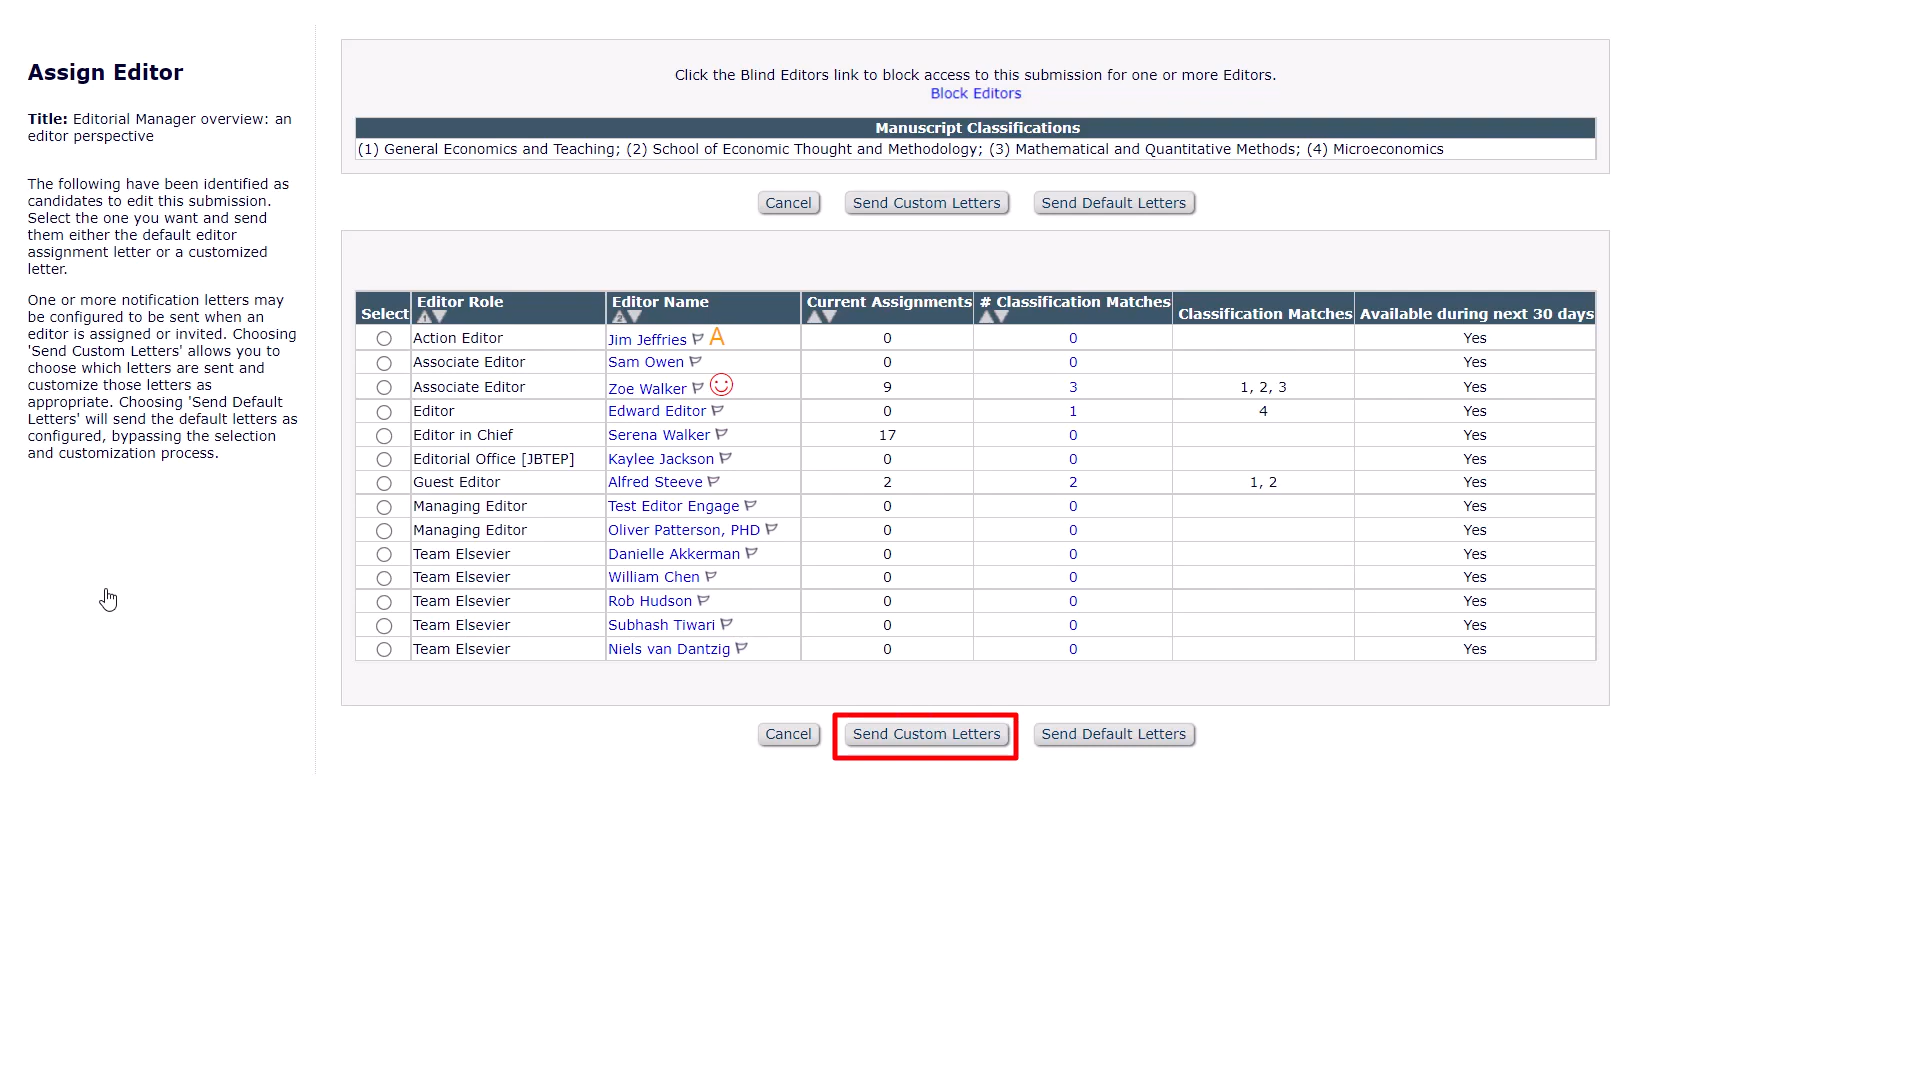 Assign Editor
Title: Editorial Manager overview: an
editor perspective
The following have been identified as
candidates to edit this submission.
Select the one you want and send
them either the default editor
assignment letter or a customized
letter.
One or more notification letters may
be configured to be sent when an
editor is assigned or invited. Choosing
'Send Custom Letters' allows you to
choose which letters are sent and
customize those letters as
appropriate. Choosing 'Send Default
Letters' will send the default letters as
configured, bypassing the selection
and customization process.
Click the Blind Editors link to block access to this submission for one or more Editors.
Block Editors
Manuscript Classifications
(1) General Economics and Teaching; (2) School of Economic Thought and Methodology; (3) Mathematical and Quantitative Methods; (4) Microeconomics
Cancel Send Custom Letters Send Default Letters
Select Editor Role Editor Name Current Assignments # Classification Matches Classification Matches Available during next 30 days
Action Editor Jim Jeffries A 0 0 Yes
Associate Editor Sam Owen 0 0 Yes
Associate Editor Zoe Walker 9 3 1, 2, 3 Yes
Editor Edward Editor 0 1 4 Yes
Editor in Chief Serena Walker 17 0 Yes
Editorial Office [JBTEP] Kaylee Jackson 0 0 Yes
Guest Editor Alfred Steeve 2 2 1, 2 Yes
Managing Editor Test Editor Engage 0 0 Yes
Managing Editor Oliver Patterson, PHD 0 0 Yes
Team Elsevier Danielle Akkerman 0 0 Yes
Team Elsevier William Chen 0 0 Yes
Team Elsevier Rob Hudson 0 0 Yes
Team Elsevier Subhash Tiwari 0 0 Yes
Team Elsevier Niels van Dantzig 0 0 Yes
Cancel Send Custom Letters Send Default Letters